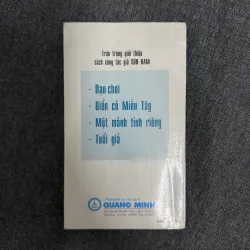 Trân trọng giới thiệu
sách cùng tác giả SƠN NAM
- Dạo chơi
- Biển cỏ Miền Tây
- Một mảnh tình riêng
- Tuổi già
QUANG MINH